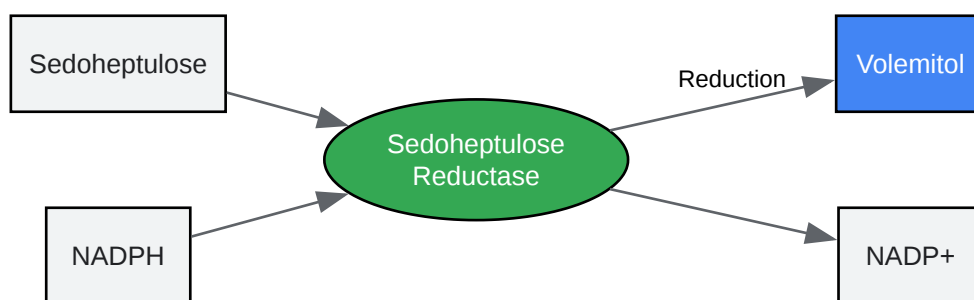 Sedoheptulose
Reduction
Volemitol
Sedoheptulose
Reductase
NADPH
NADP+